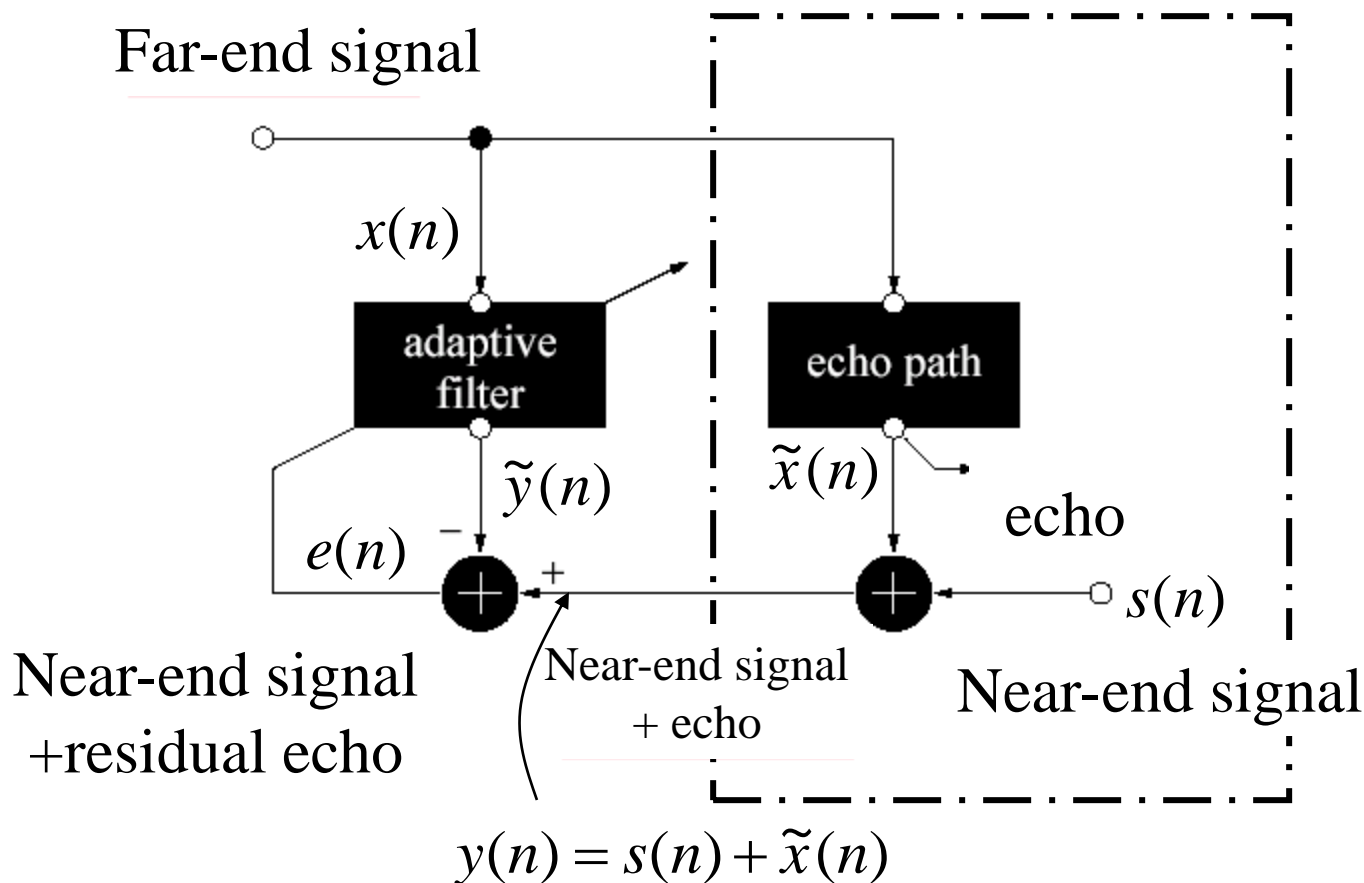 Far-end signal
x(n)
adaptive
filter
echo path
ỹ(n)
x̃(n)
echo
e(n)
−
+
+
+
s(n)
Near-end signal
+residual echo
Near-end signal
+ echo
Near-end signal
y(n) = s(n) + x̃(n)